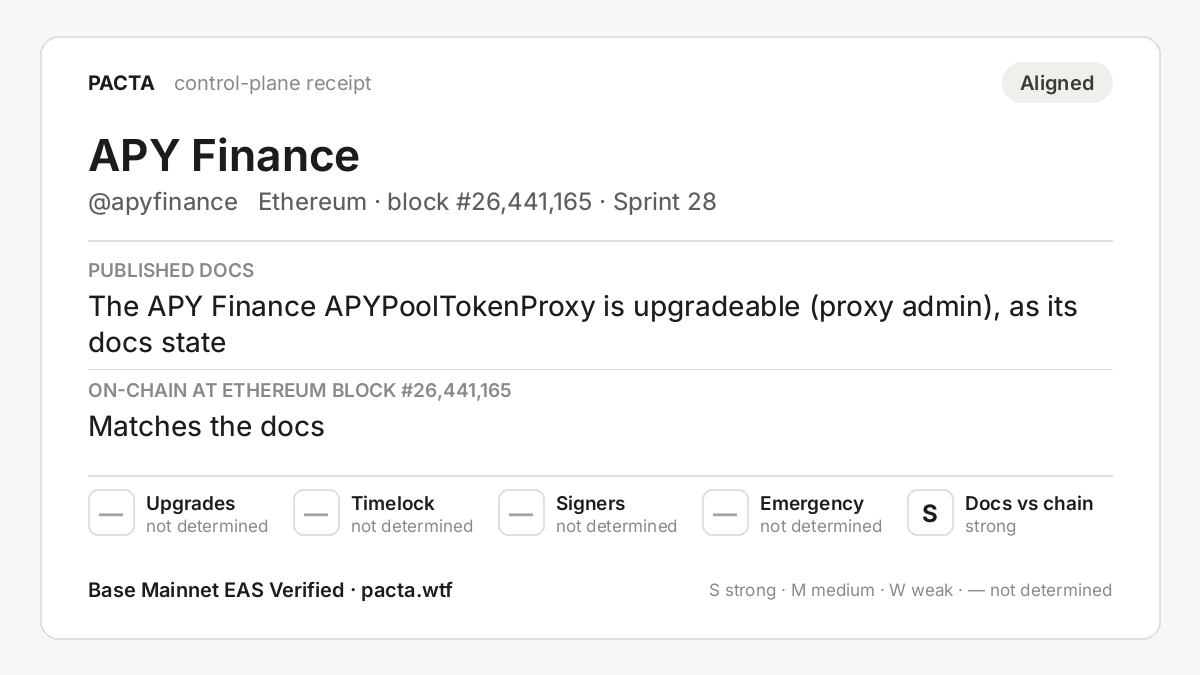 PACTA control-plane receipt
Aligned
APY Finance
@apyfinance Ethereum · block #26,441,165 · Sprint 28
PUBLISHED DOCS
The APY Finance APYPoolTokenProxy is upgradeable (proxy admin), as its
docs state
ON-CHAIN AT ETHEREUM BLOCK #26,441,165
Matches the docs
— Upgrades
not determined
— Timelock
not determined
— Signers
not determined
— Emergency
not determined
S Docs vs chain
strong
Base Mainnet EAS Verified · pacta.wtf
S strong · M medium · W weak · — not determined